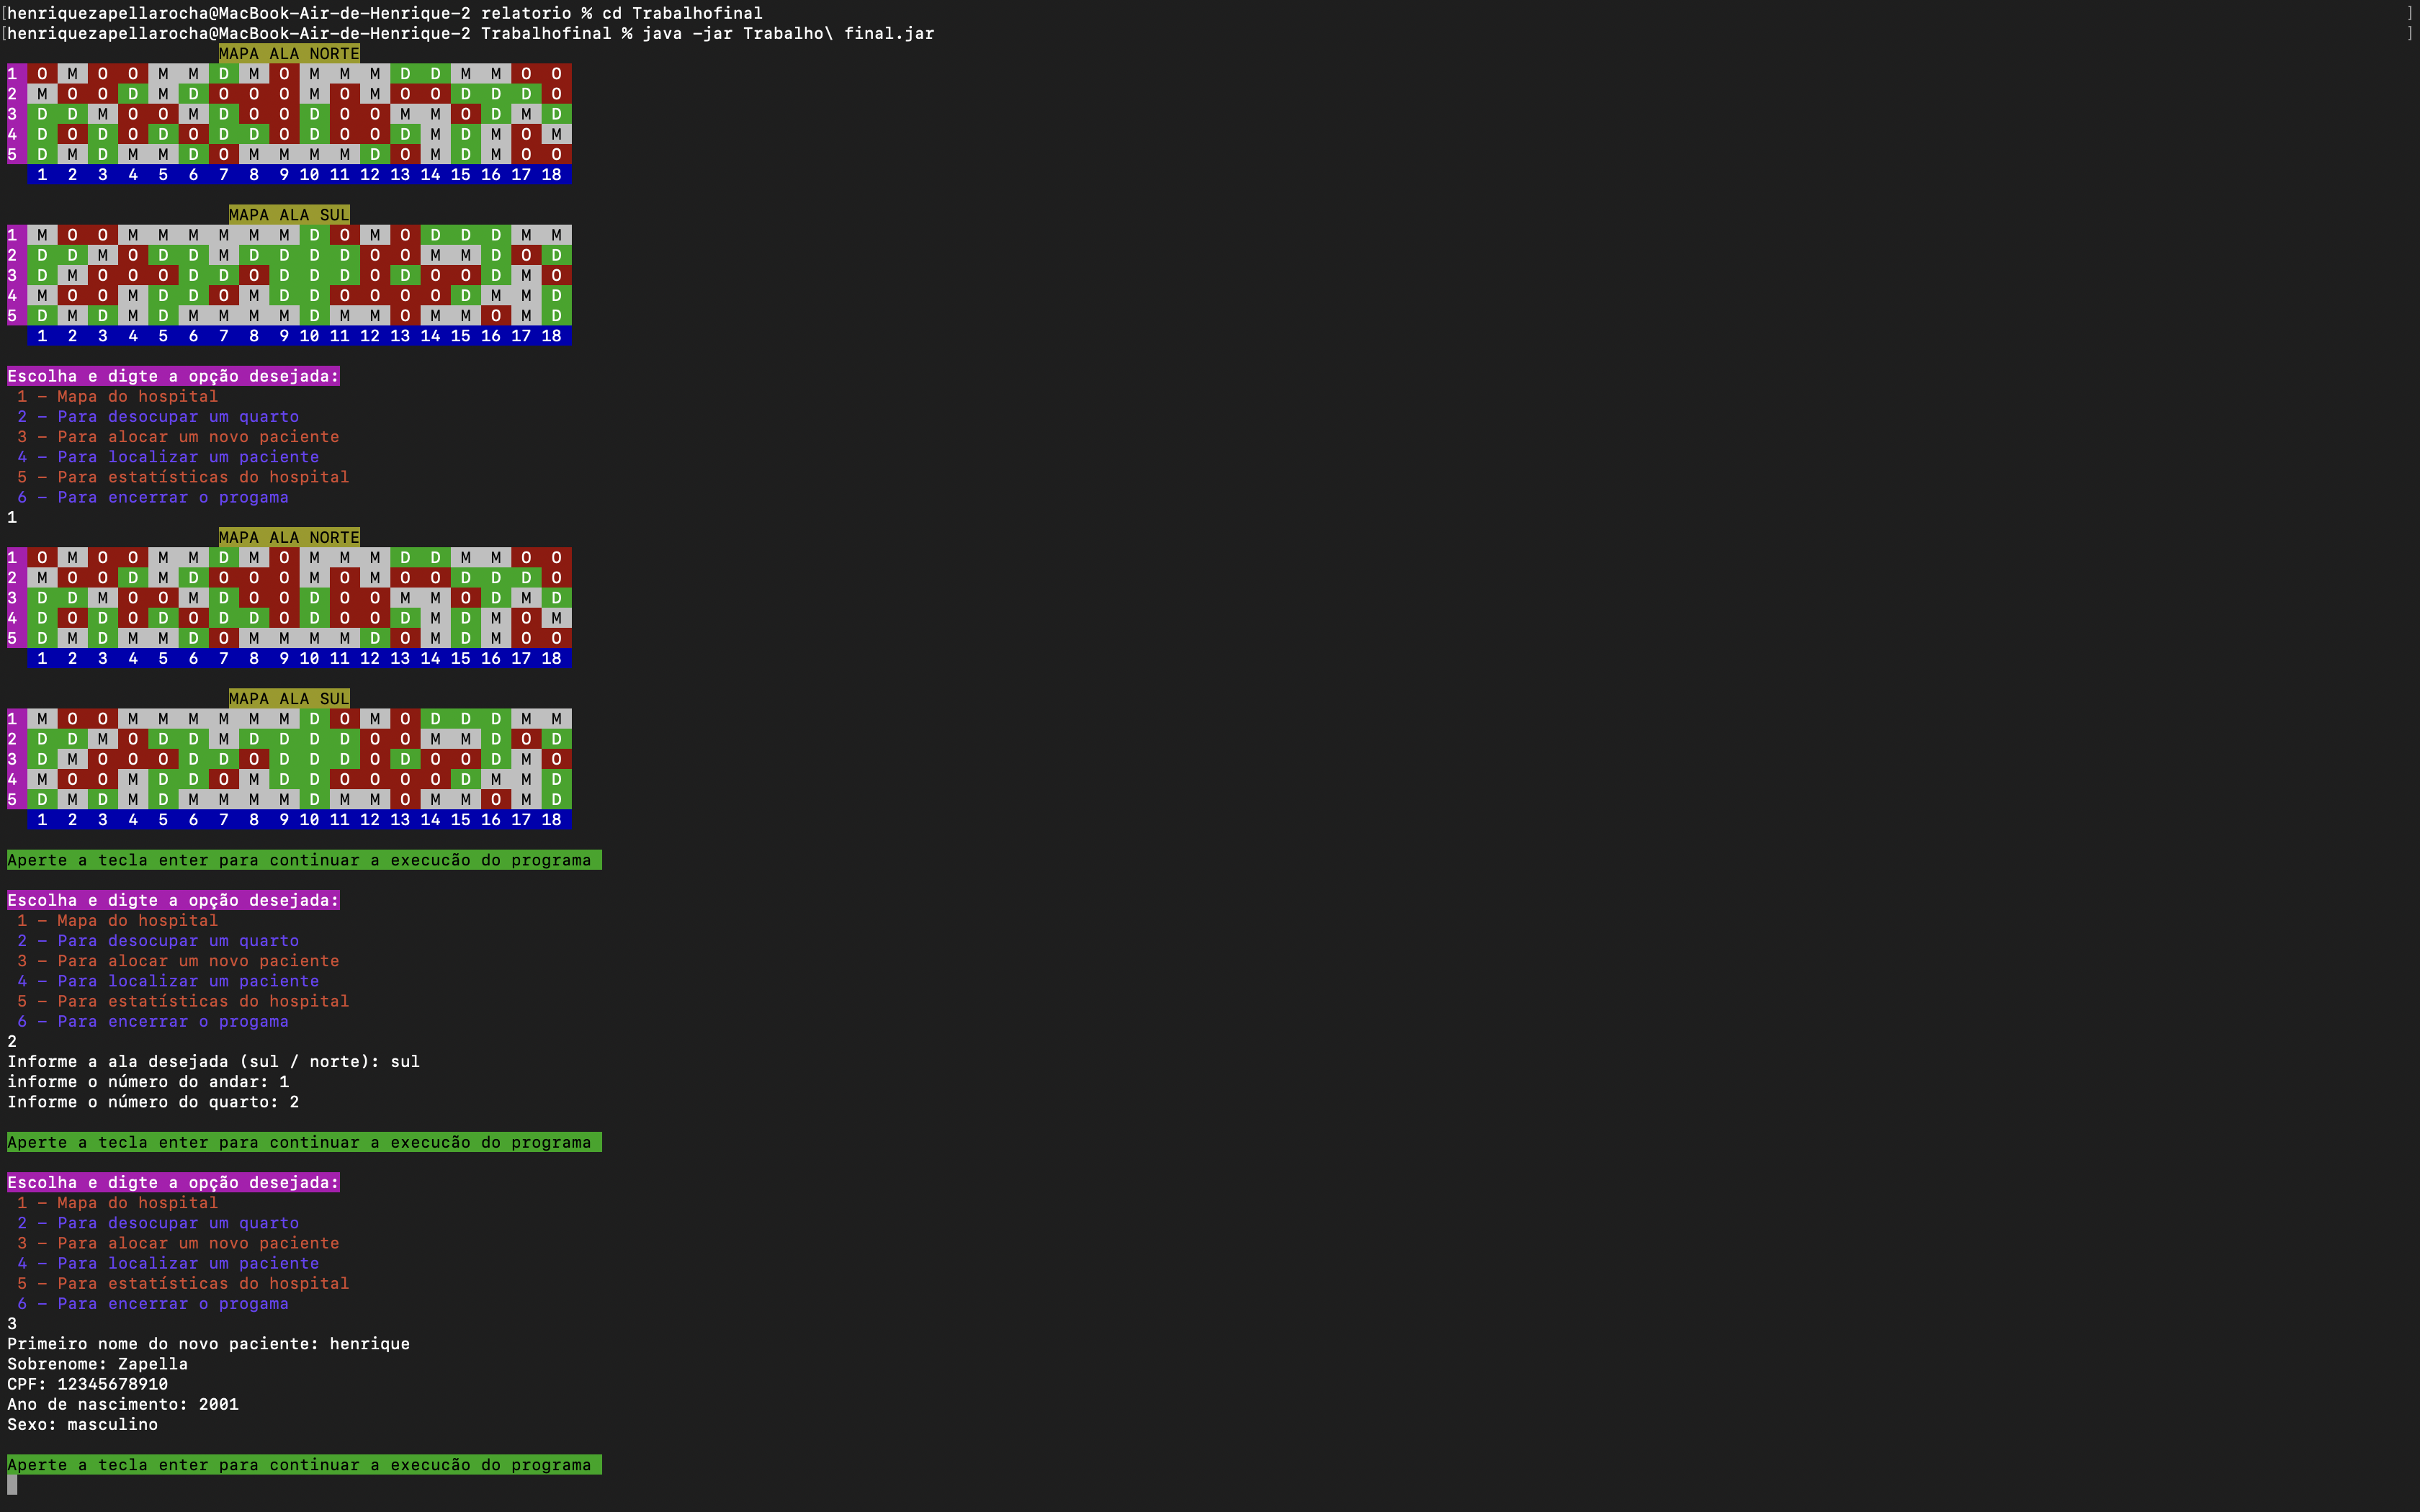 [henriquezapellarocha@MacBook-Air-de-Henrique-2 relatorio % cd Trabalhofinal ]
[henriquezapellarocha@MacBook-Air-de-Henrique-2 Trabalhofinal % java -jar Trabalho\ final.jar ]
MAPA ALA NORTE
1 O M O O M M D M O M M M D D M M O O
2 M O O D M D O O O M O M O O D D D O
3 D D M O O M D O O D O O M M O D M D
4 D O D O D O D D O D O O D M D M O M
5 D M D M M D O M M M M D O M D M O O
1 2 3 4 5 6 7 8 9 10 11 12 13 14 15 16 17 18
MAPA ALA SUL
1 M O O M M M M M M D O M O D D D M M
2 D D M O D D M D D D D O O M M D O D
3 D M O O O D D O D D D O D O O D M O
4 M O O M D D O M D D O O O O D M M D
5 D M D M D M M M M D M M O M M O M D
1 2 3 4 5 6 7 8 9 10 11 12 13 14 15 16 17 18
Escolha e digte a opção desejada:
1 - Mapa do hospital
2 - Para desocupar um quarto
3 - Para alocar um novo paciente
4 - Para localizar um paciente
5 - Para estatísticas do hospital
6 - Para encerrar o progama
1
MAPA ALA NORTE
1 O M O O M M D M O M M M D D M M O O
2 M O O D M D O O O M O M O O D D D O
3 D D M O O M D O O D O O M M O D M D
4 D O D O D O D D O D O O D M D M O M
5 D M D M M D O M M M M D O M D M O O
1 2 3 4 5 6 7 8 9 10 11 12 13 14 15 16 17 18
MAPA ALA SUL
1 M O O M M M M M M D O M O D D D M M
2 D D M O D D M D D D D O O M M D O D
3 D M O O O D D O D D D O D O O D M O
4 M O O M D D O M D D O O O O D M M D
5 D M D M D M M M M D M M O M M O M D
1 2 3 4 5 6 7 8 9 10 11 12 13 14 15 16 17 18
Aperte a tecla enter para continuar a execucão do programa
Escolha e digte a opção desejada:
1 - Mapa do hospital
2 - Para desocupar um quarto
3 - Para alocar um novo paciente
4 - Para localizar um paciente
5 - Para estatísticas do hospital
6 - Para encerrar o progama
2
Informe a ala desejada (sul / norte): sul
informe o número do andar: 1
Informe o número do quarto: 2
Aperte a tecla enter para continuar a execucão do programa
Escolha e digte a opção desejada:
1 - Mapa do hospital
2 - Para desocupar um quarto
3 - Para alocar um novo paciente
4 - Para localizar um paciente
5 - Para estatísticas do hospital
6 - Para encerrar o progama
3
Primeiro nome do novo paciente: henrique
Sobrenome: Zapella
CPF: 12345678910
Ano de nascimento: 2001
Sexo: masculino
Aperte a tecla enter para continuar a execucão do programa